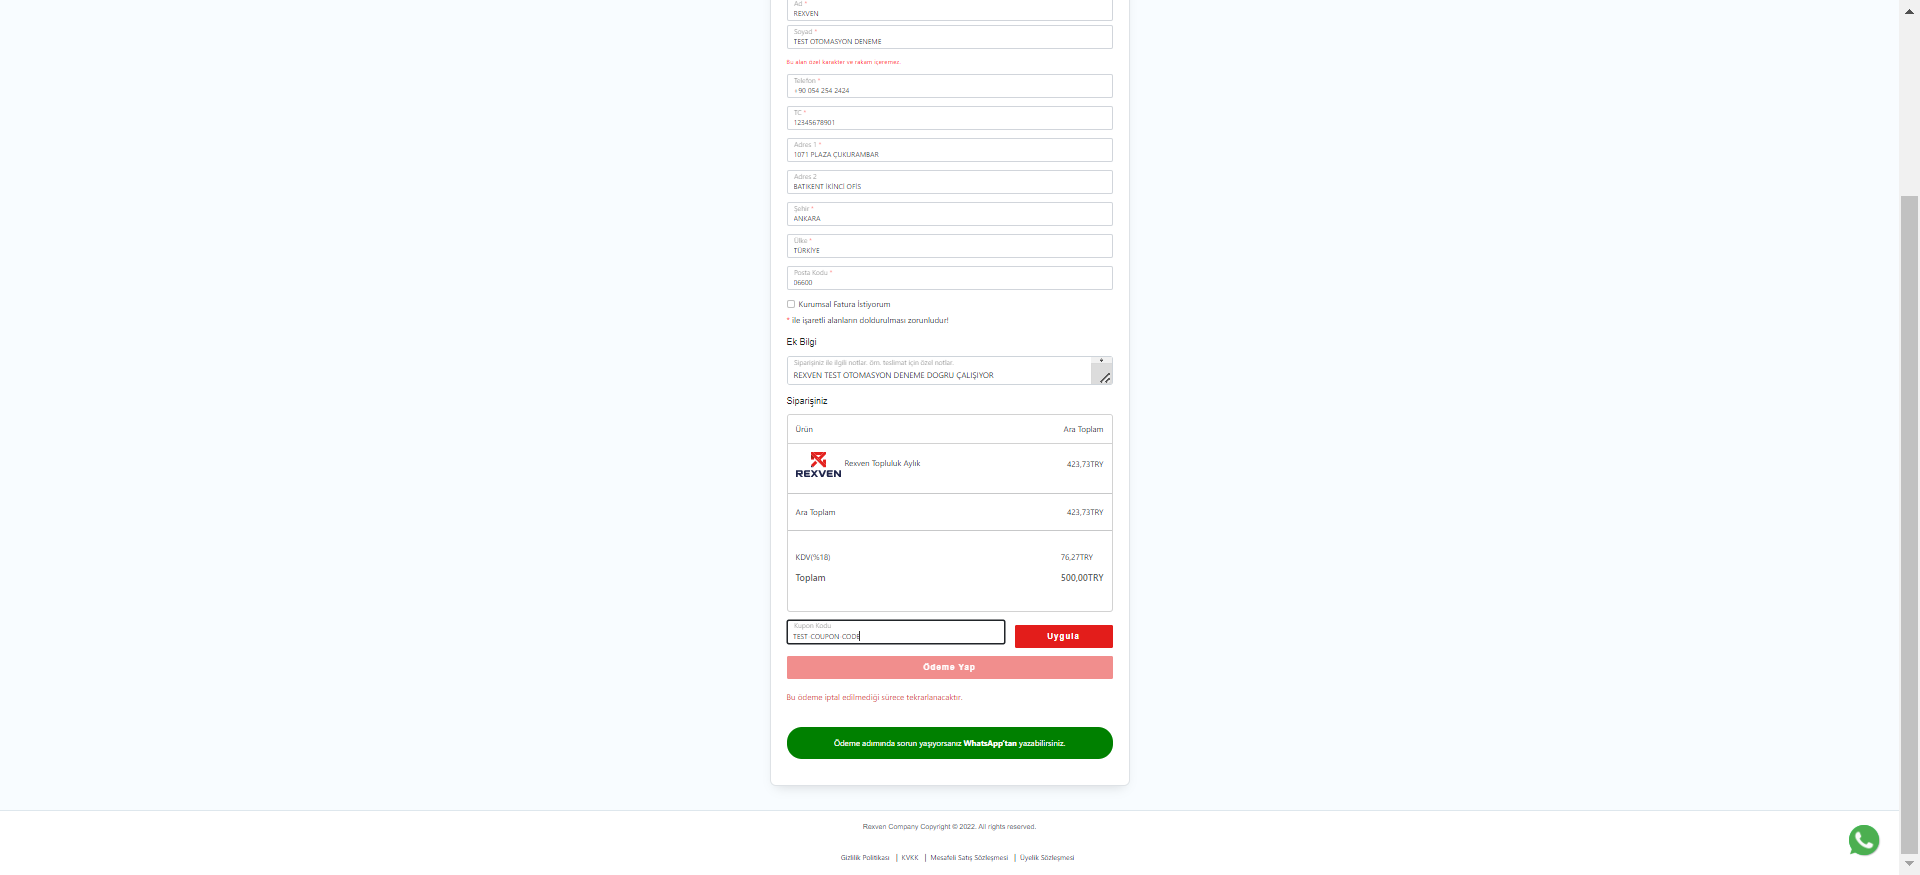 Ad *
REXVEN
Soyad *
TEST OTOMASYON DENEME
Bu alan özel karakter ve rakam içeremez.
Telefon *
+90 054 254 2424
TC *
12345678901
Adres 1 *
1071 PLAZA ÇUKURAMBAR
Adres 2
BATIKENT İKİNCİ OFİS
Şehir *
ANKARA
Ülke *
TÜRKİYE
Posta Kodu *
06600
Kurumsal Fatura İstiyorum
* ile işaretli alanların doldurulması zorunludur!
Ek Bilgi
Siparişiniz ile ilgili notlar, örn. teslimat için özel notlar.
REXVEN TEST OTOMASYON DENEME DOGRU ÇALIŞIYOR
Siparişiniz
Ürün Ara Toplam
REXVEN Rexven Topluluk Aylık 423,73TRY
Ara Toplam 423,73TRY
KDV(%18) 76,27TRY
Toplam 500,00TRY
Kupon Kodu
TEST COUPON CODE
Uygula
Ödeme Yap
Bu ödeme iptal edilmediği sürece tekrarlanacaktır.
Ödeme adımında sorun yaşıyorsanız WhatsApp'tan yazabilirsiniz.
Rexven Company Copyright © 2022. All rights reserved.
Gizlilik Politikası | KVKK | Mesafeli Satış Sözleşmesi | Üyelik Sözleşmesi